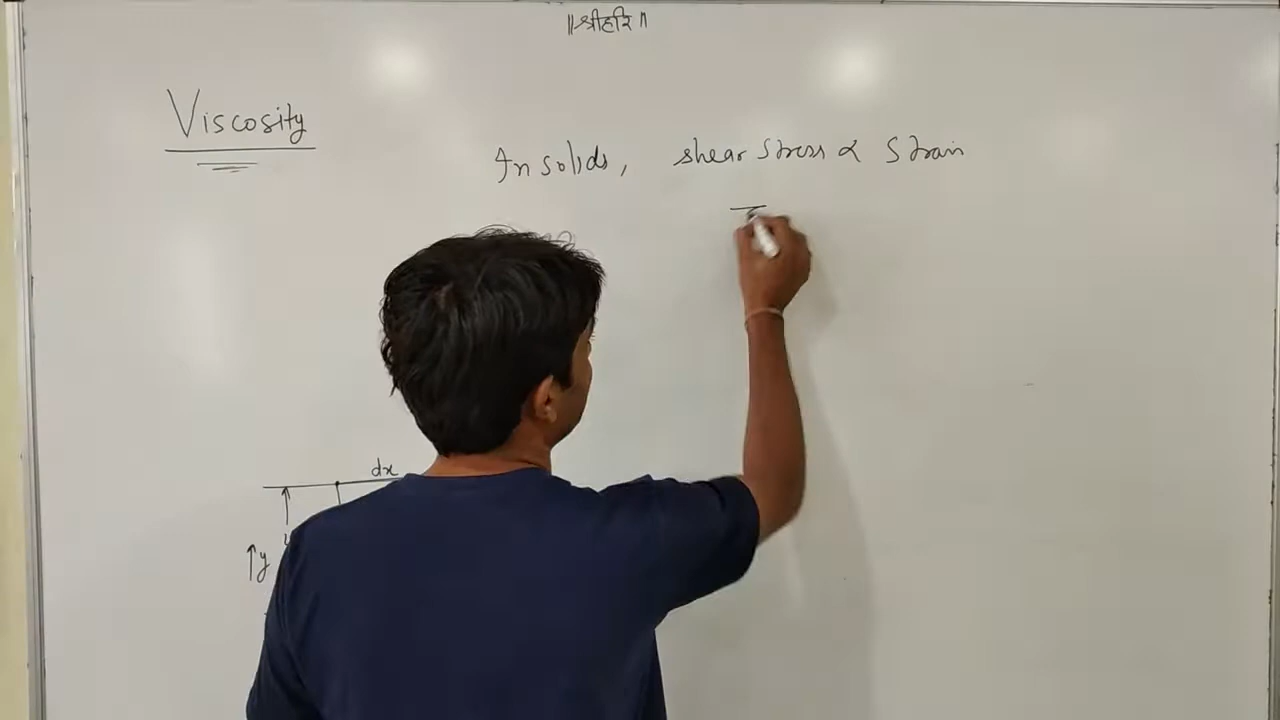 ॥श्रीहरि॥
Viscosity
In solids, shear stress ∝ strain
dx
↑y